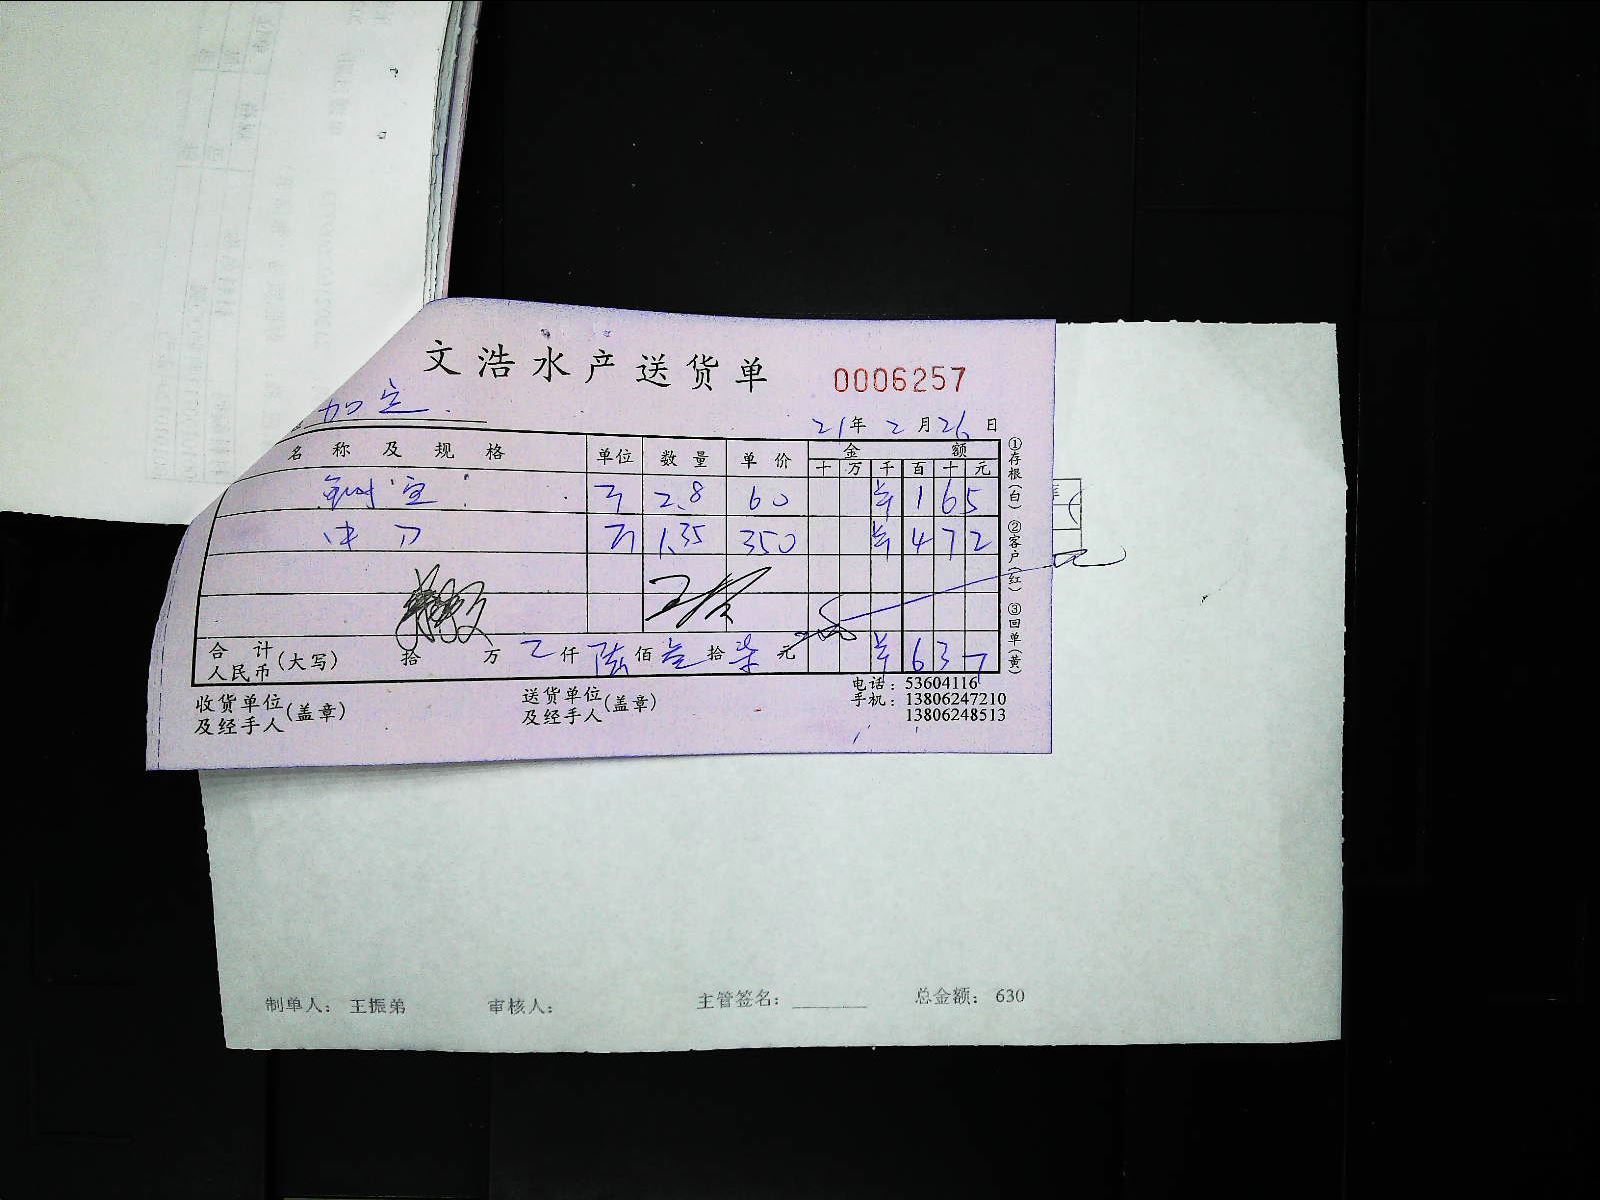 文浩水产送货单 0006257
加定
21年2月26日
名称及规格 单位 数量 单价 金额
十 万 千 百 十 元
2.8 60 ¥ 1 6 5
中刀 1.35 350 ¥ 4 7 2
合计
人民币(大写) 拾 万 仟 陆佰 叁拾 柒元 ¥ 6 3 7
①存根(白) ②客户(红) ③回单(黄)
收货单位
及经手人(盖章)
送货单位
及经手人(盖章)
电话：53604116
手机：13806247210
13806248513
制单人： 王振弟 审核人： 主管签名： 总金额： 630